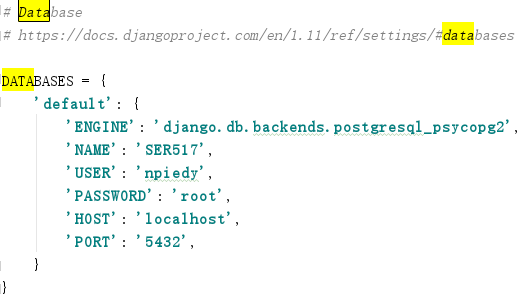 # Database
# https://docs.djangoproject.com/en/1.11/ref/settings/#databases
DATABASES = {
'default': {
'ENGINE': 'django.db.backends.postgresql_psycopg2',
'NAME': 'SER517',
'USER': 'npiedy',
'PASSWORD': 'root',
'HOST': 'localhost',
'PORT': '5432',
}
}